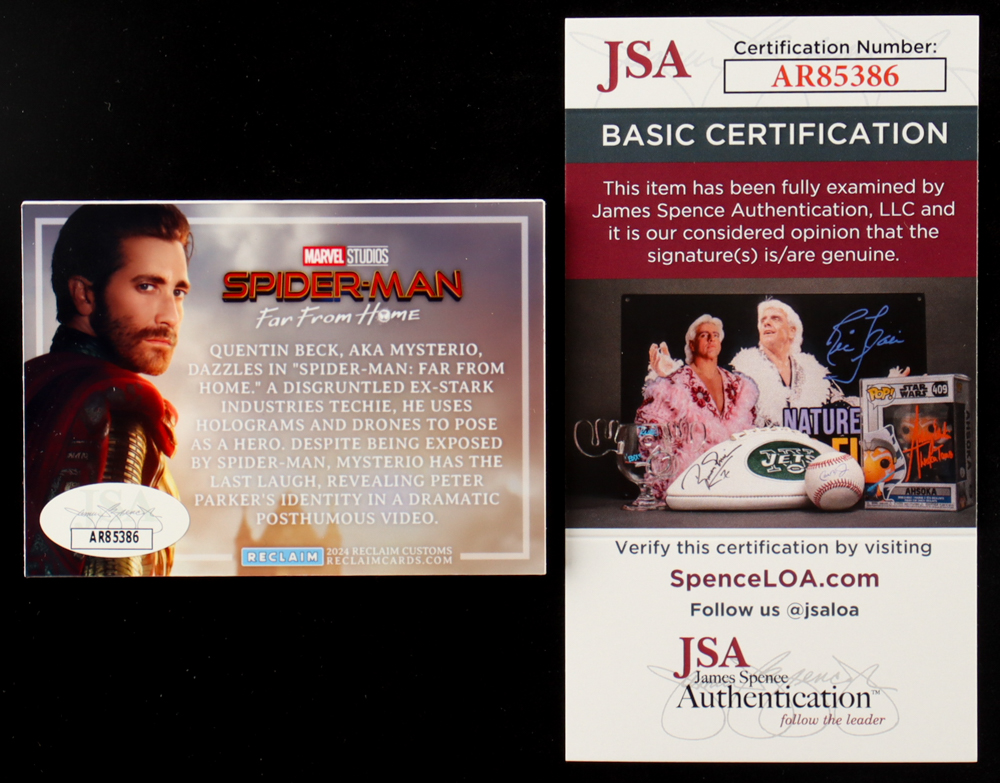 MARVEL STUDIOS
SPIDER-MAN
Far From Home
QUENTIN BECK, AKA MYSTERIO,
DAZZLES IN "SPIDER-MAN: FAR FROM
HOME." A DISGRUNTLED EX-STARK
INDUSTRIES TECHIE, HE USES
HOLOGRAMS AND DRONES TO POSE
AS A HERO. DESPITE BEING EXPOSED
BY SPIDER-MAN, MYSTERIO HAS THE
LAST LAUGH, REVEALING PETER
PARKER'S IDENTITY IN A DRAMATIC
POSTHUMOUS VIDEO.
RECLAIM
2024 RECLAIM CUSTOMS
RECLAIMCARDS.COM
AR85386
JSA
Certification Number:
AR85386
BASIC CERTIFICATION
This item has been fully examined by
James Spence Authentication, LLC and
it is our considered opinion that the
signature(s) is/are genuine.
NATURE
JETS
POP!
STAR WARS
409
AHSOKA
Verify this certification by visiting
SpenceLOA.com
Follow us @jsaloa
JSA
James Spence
Authentication™
follow the leader